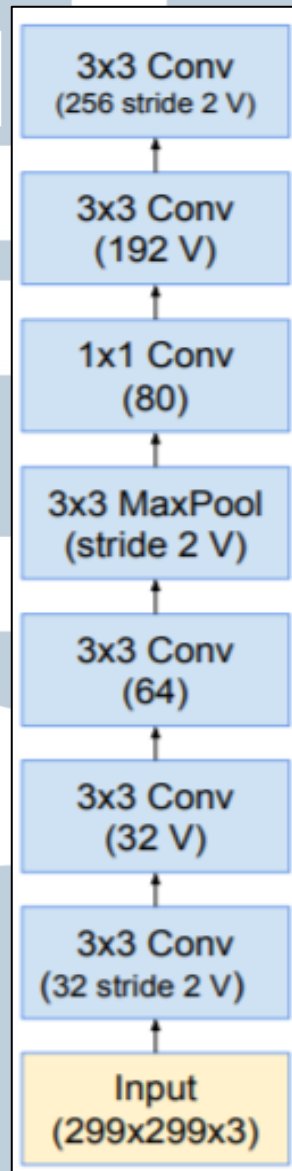 3x3 Conv
(256 stride 2 V)
3x3 Conv
(192 V)
1x1 Conv
(80)
3x3 MaxPool
(stride 2 V)
3x3 Conv
(64)
3x3 Conv
(32 V)
3x3 Conv
(32 stride 2 V)
Input
(299x299x3)